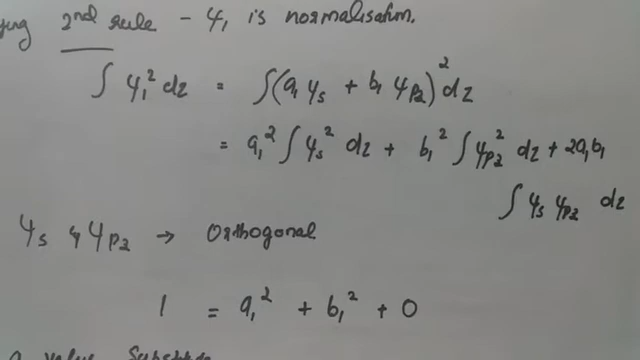 2nd rule - ψ₁ is normalisation.
∫ ψ₁² dz = ∫(a₁ ψs + b₁ ψp2)² dz
= a₁² ∫ψs² dz + b₁² ∫ψp2² dz + 2a₁b₁
∫ ψs ψp2 dz
ψs & ψp2 → Orthogonal
1 = a₁² + b₁² + 0
value